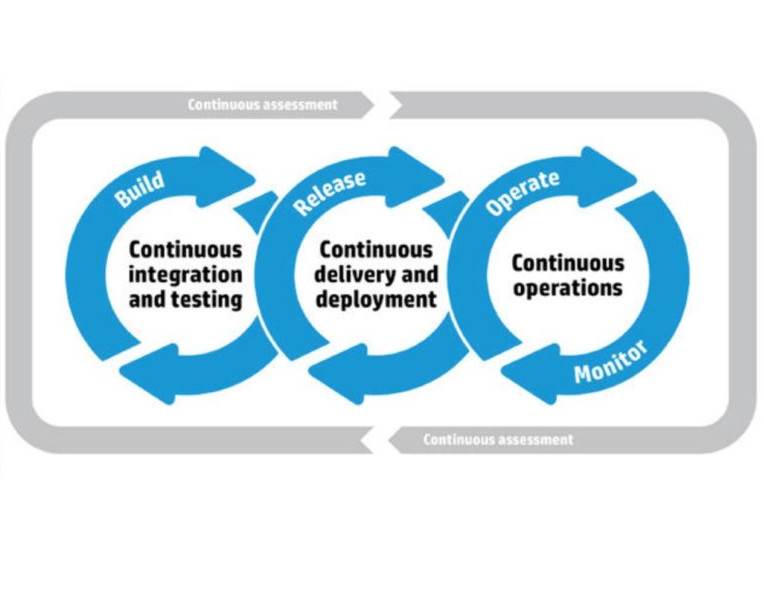 Continuous assessment
Build
Release
Operate
Continuous
integration
and testing
Continuous
delivery and
deployment
Continuous
operations
Monitor
Continuous assessment